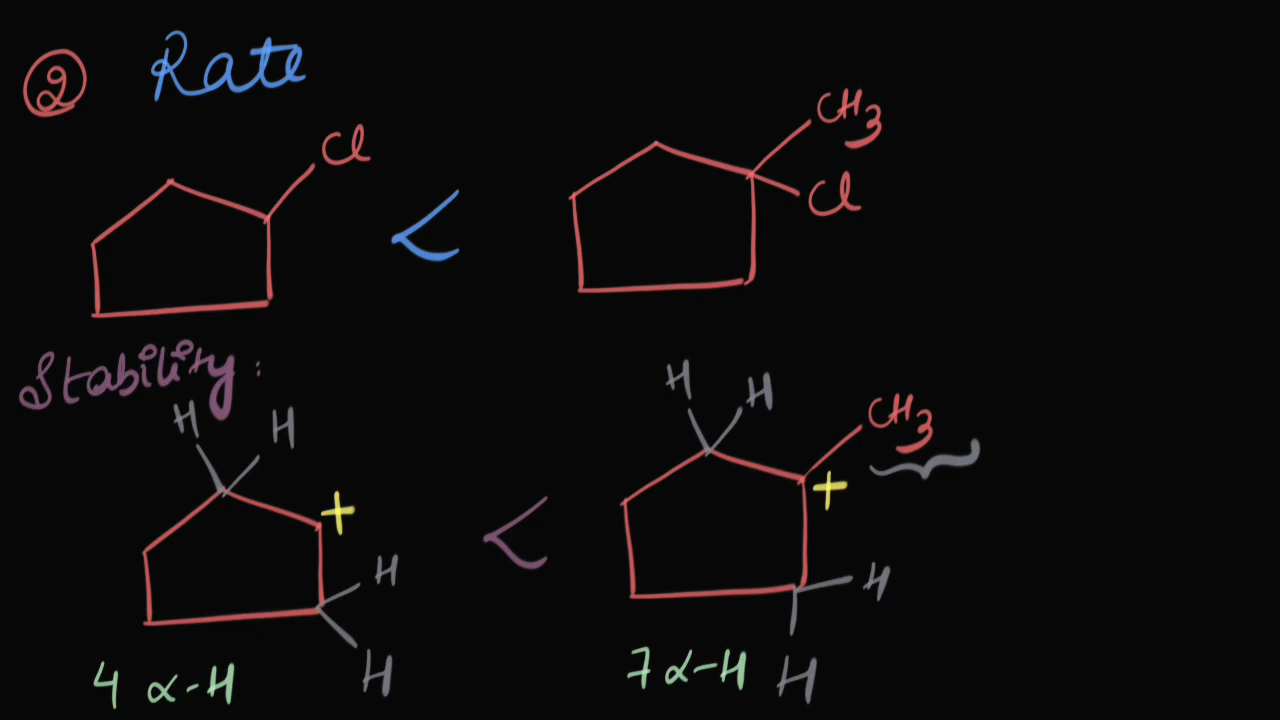 ② Rate
Cl < CH3
Cl
Stability:
H H + H H < H H CH3 + H H
4 α-H 7 α-H